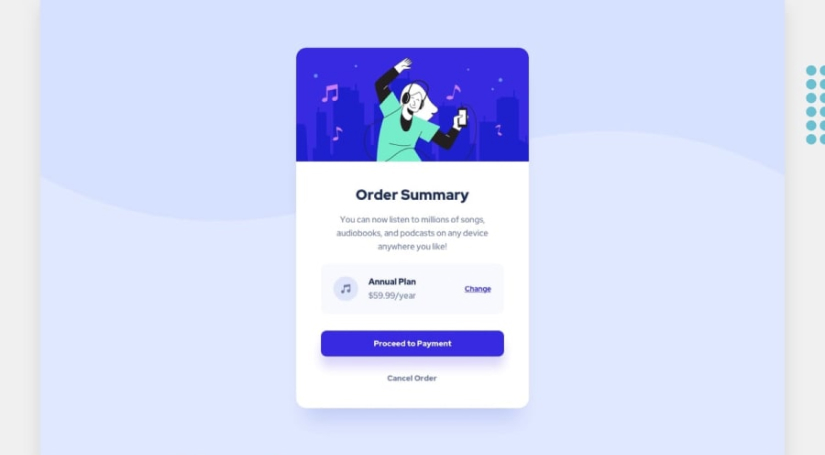 Order Summary
You can now listen to millions of songs,
audiobooks, and podcasts on any device
anywhere you like!
Annual Plan
$59.99/year
Change
Proceed to Payment
Cancel Order